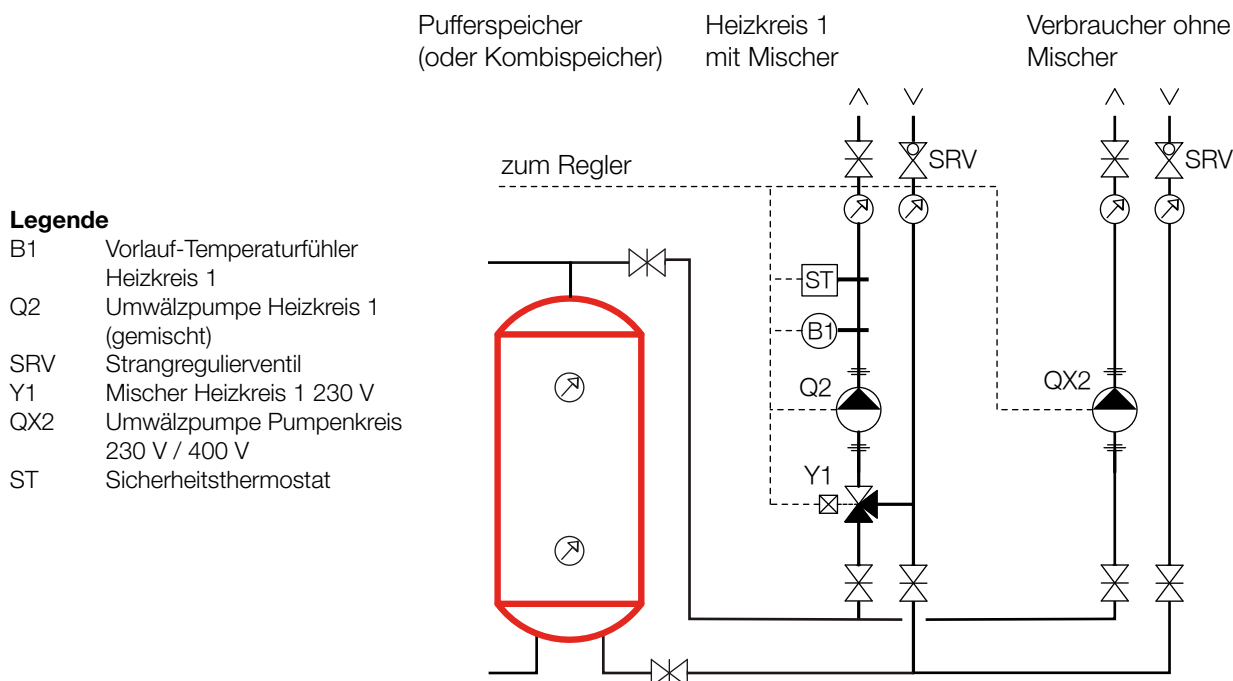 Pufferspeicher
(oder Kombispeicher)
Heizkreis 1
mit Mischer
Verbraucher ohne
Mischer
zum Regler
SRV
SRV
Legende
B1 Vorlauf-Temperaturfühler
Heizkreis 1
Q2 Umwälzpumpe Heizkreis 1
(gemischt)
SRV Strangregulierventil
Y1 Mischer Heizkreis 1 230 V
QX2 Umwälzpumpe Pumpenkreis
230 V / 400 V
ST Sicherheitsthermostat
ST
B1
Q2
QX2
Y1